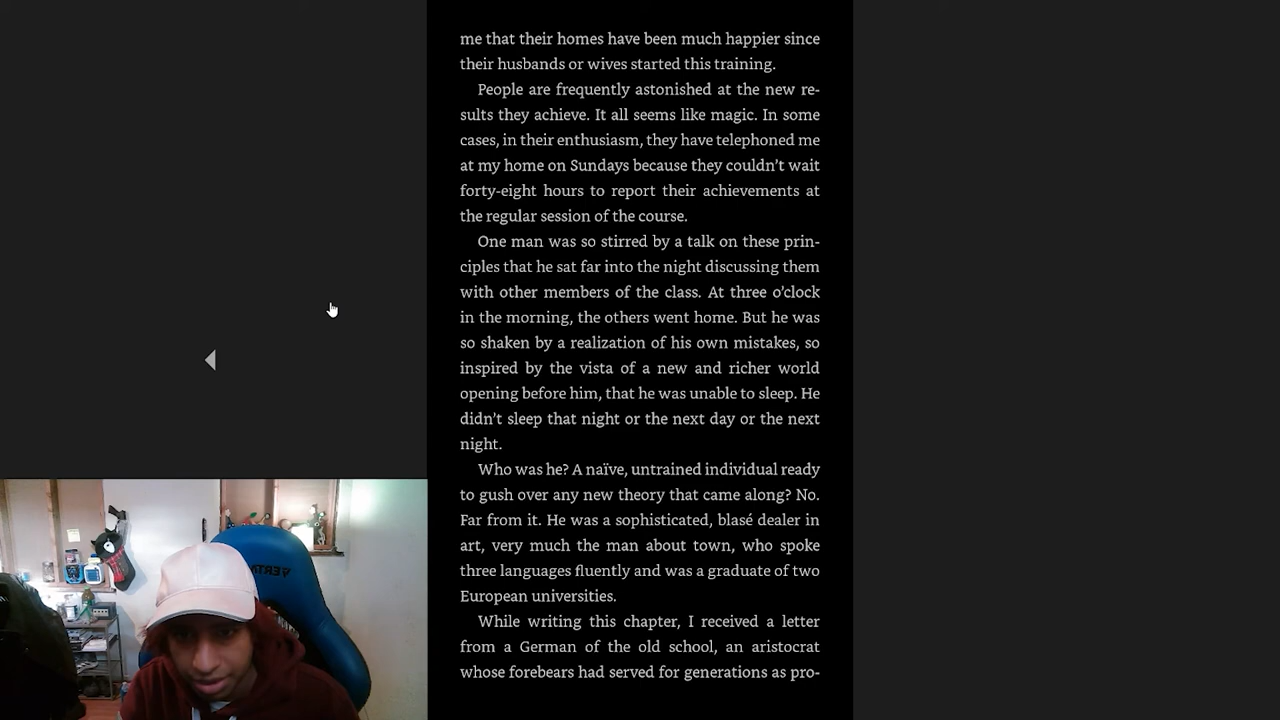 me that their homes have been much happier since
their husbands or wives started this training.
People are frequently astonished at the new re-
sults they achieve. It all seems like magic. In some
cases, in their enthusiasm, they have telephoned me
at my home on Sundays because they couldn't wait
forty-eight hours to report their achievements at
the regular session of the course.
One man was so stirred by a talk on these prin-
ciples that he sat far into the night discussing them
with other members of the class. At three o'clock
in the morning, the others went home. But he was
so shaken by a realization of his own mistakes, so
inspired by the vista of a new and richer world
opening before him, that he was unable to sleep. He
didn't sleep that night or the next day or the next
night.
Who was he? A naïve, untrained individual ready
to gush over any new theory that came along? No.
Far from it. He was a sophisticated, blasé dealer in
art, very much the man about town, who spoke
three languages fluently and was a graduate of two
European universities.
While writing this chapter, I received a letter
from a German of the old school, an aristocrat
whose forebears had served for generations as pro-